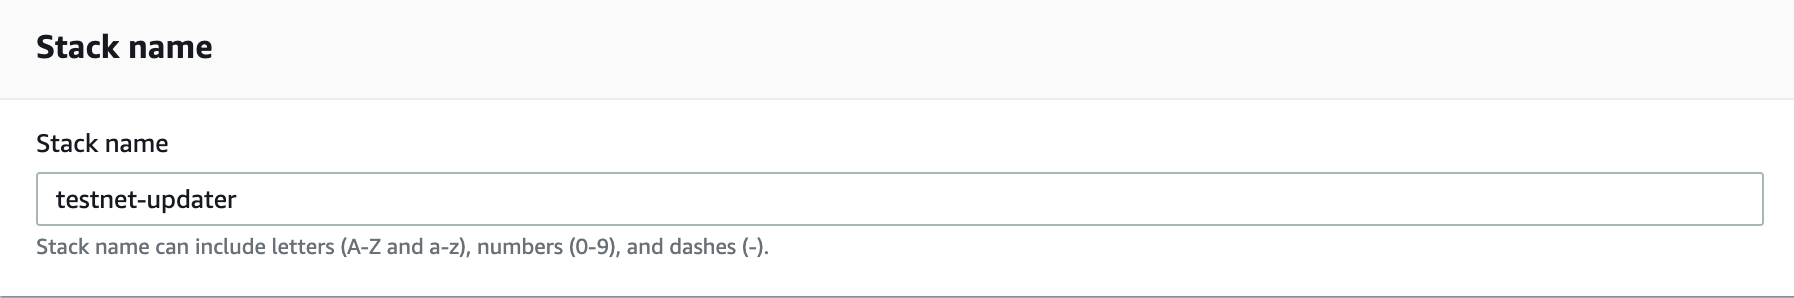 Stack name
Stack name
testnet-updater
Stack name can include letters (A-Z and a-z), numbers (0-9), and dashes (-).